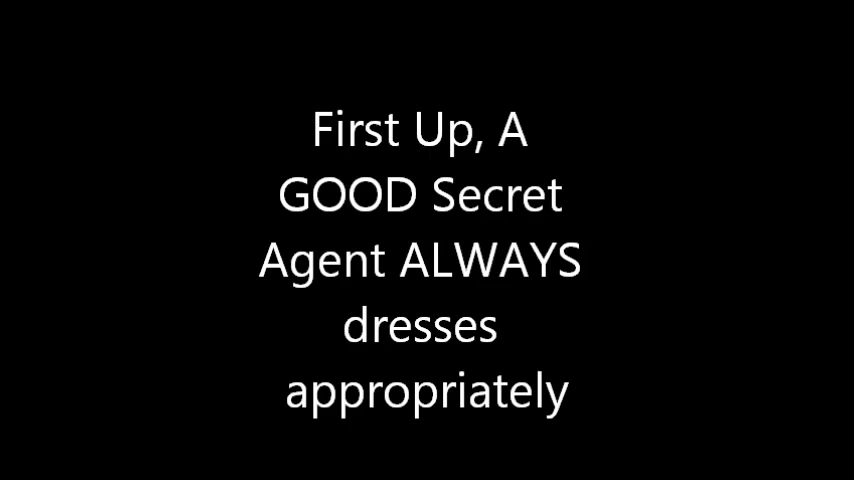 First Up, A
GOOD Secret
Agent ALWAYS
dresses
appropriately